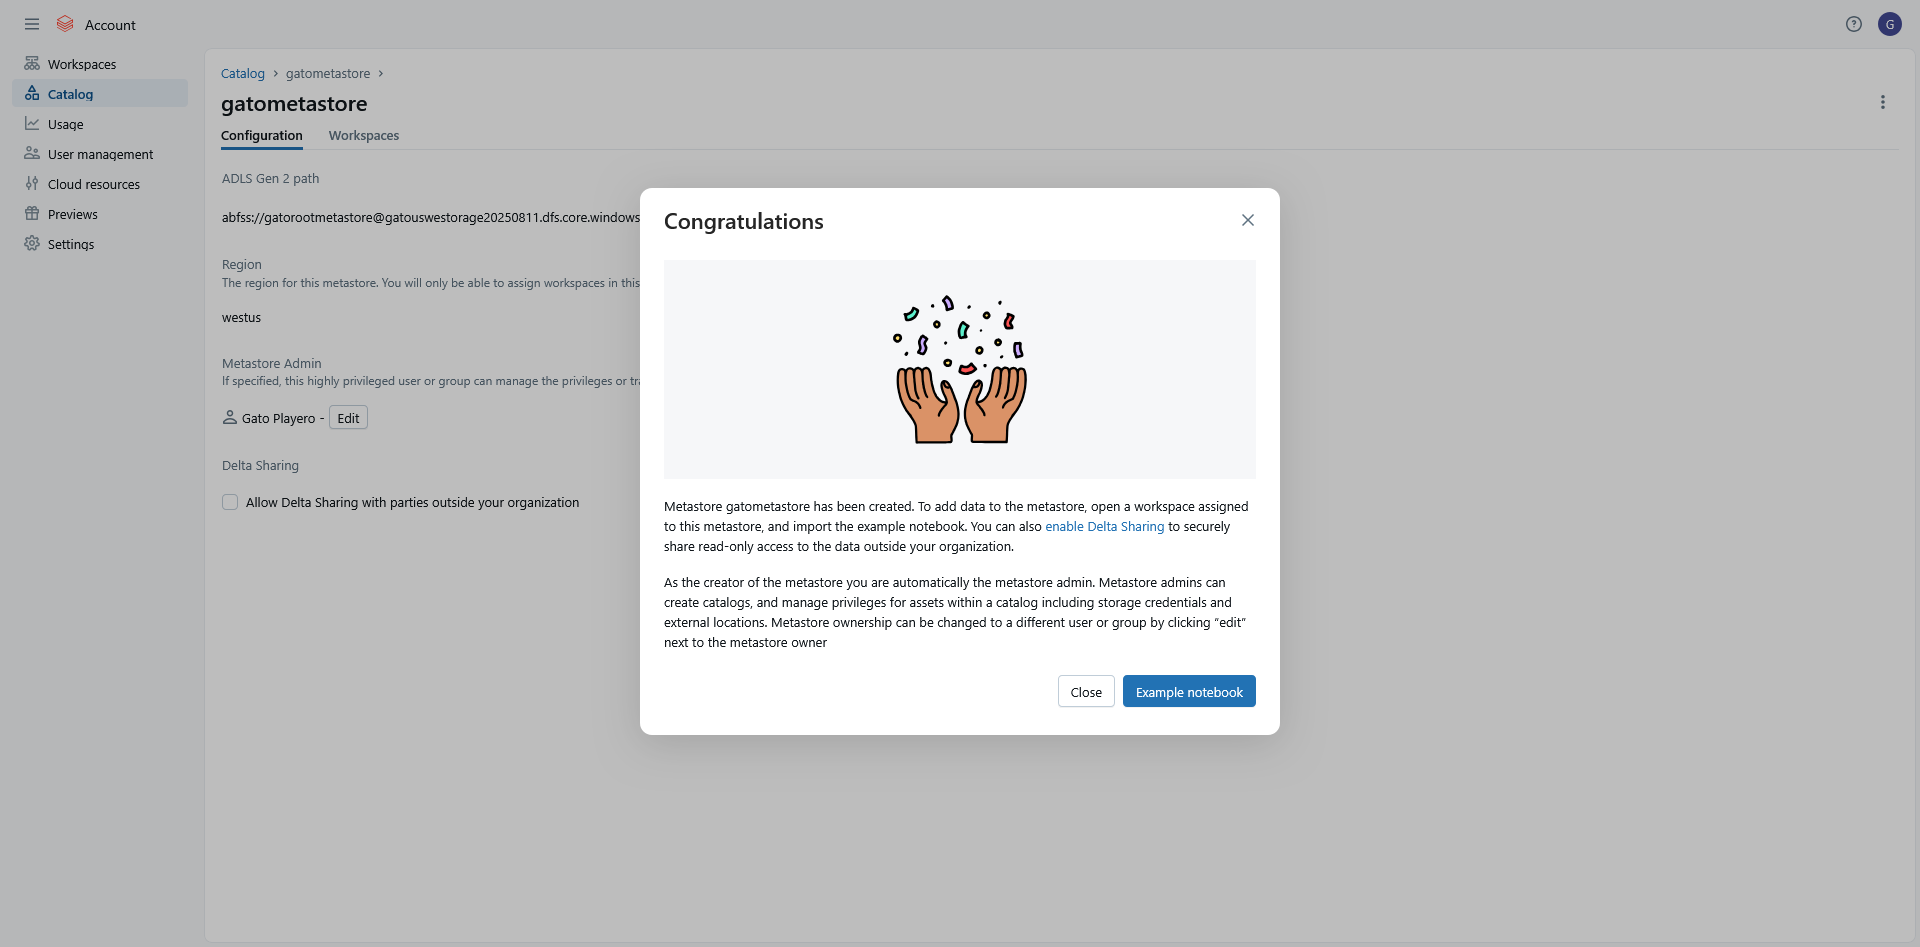 Account
G
Workspaces
Catalog
Usage
User management
Cloud resources
Previews
Settings
Catalog › gatometastore ›
gatometastore
Configuration Workspaces
ADLS Gen 2 path
abfss://gatorootmetastore@gatouswestorage20250811.dfs.core.windows
Region
The region for this metastore. You will only be able to assign workspaces in this
westus
Metastore Admin
If specified, this highly privileged user or group can manage the privileges or
Gato Playero - Edit
Delta Sharing
Allow Delta Sharing with parties outside your organization
Congratulations
Metastore gatometastore has been created. To add data to the metastore, open a workspace assigned
to this metastore, and import the example notebook. You can also enable Delta Sharing to securely
share read-only access to the data outside your organization.
As the creator of the metastore you are automatically the metastore admin. Metastore admins can
create catalogs, and manage privileges for assets within a catalog including storage credentials and
external locations. Metastore ownership can be changed to a different user or group by clicking “edit”
next to the metastore owner
Close Example notebook